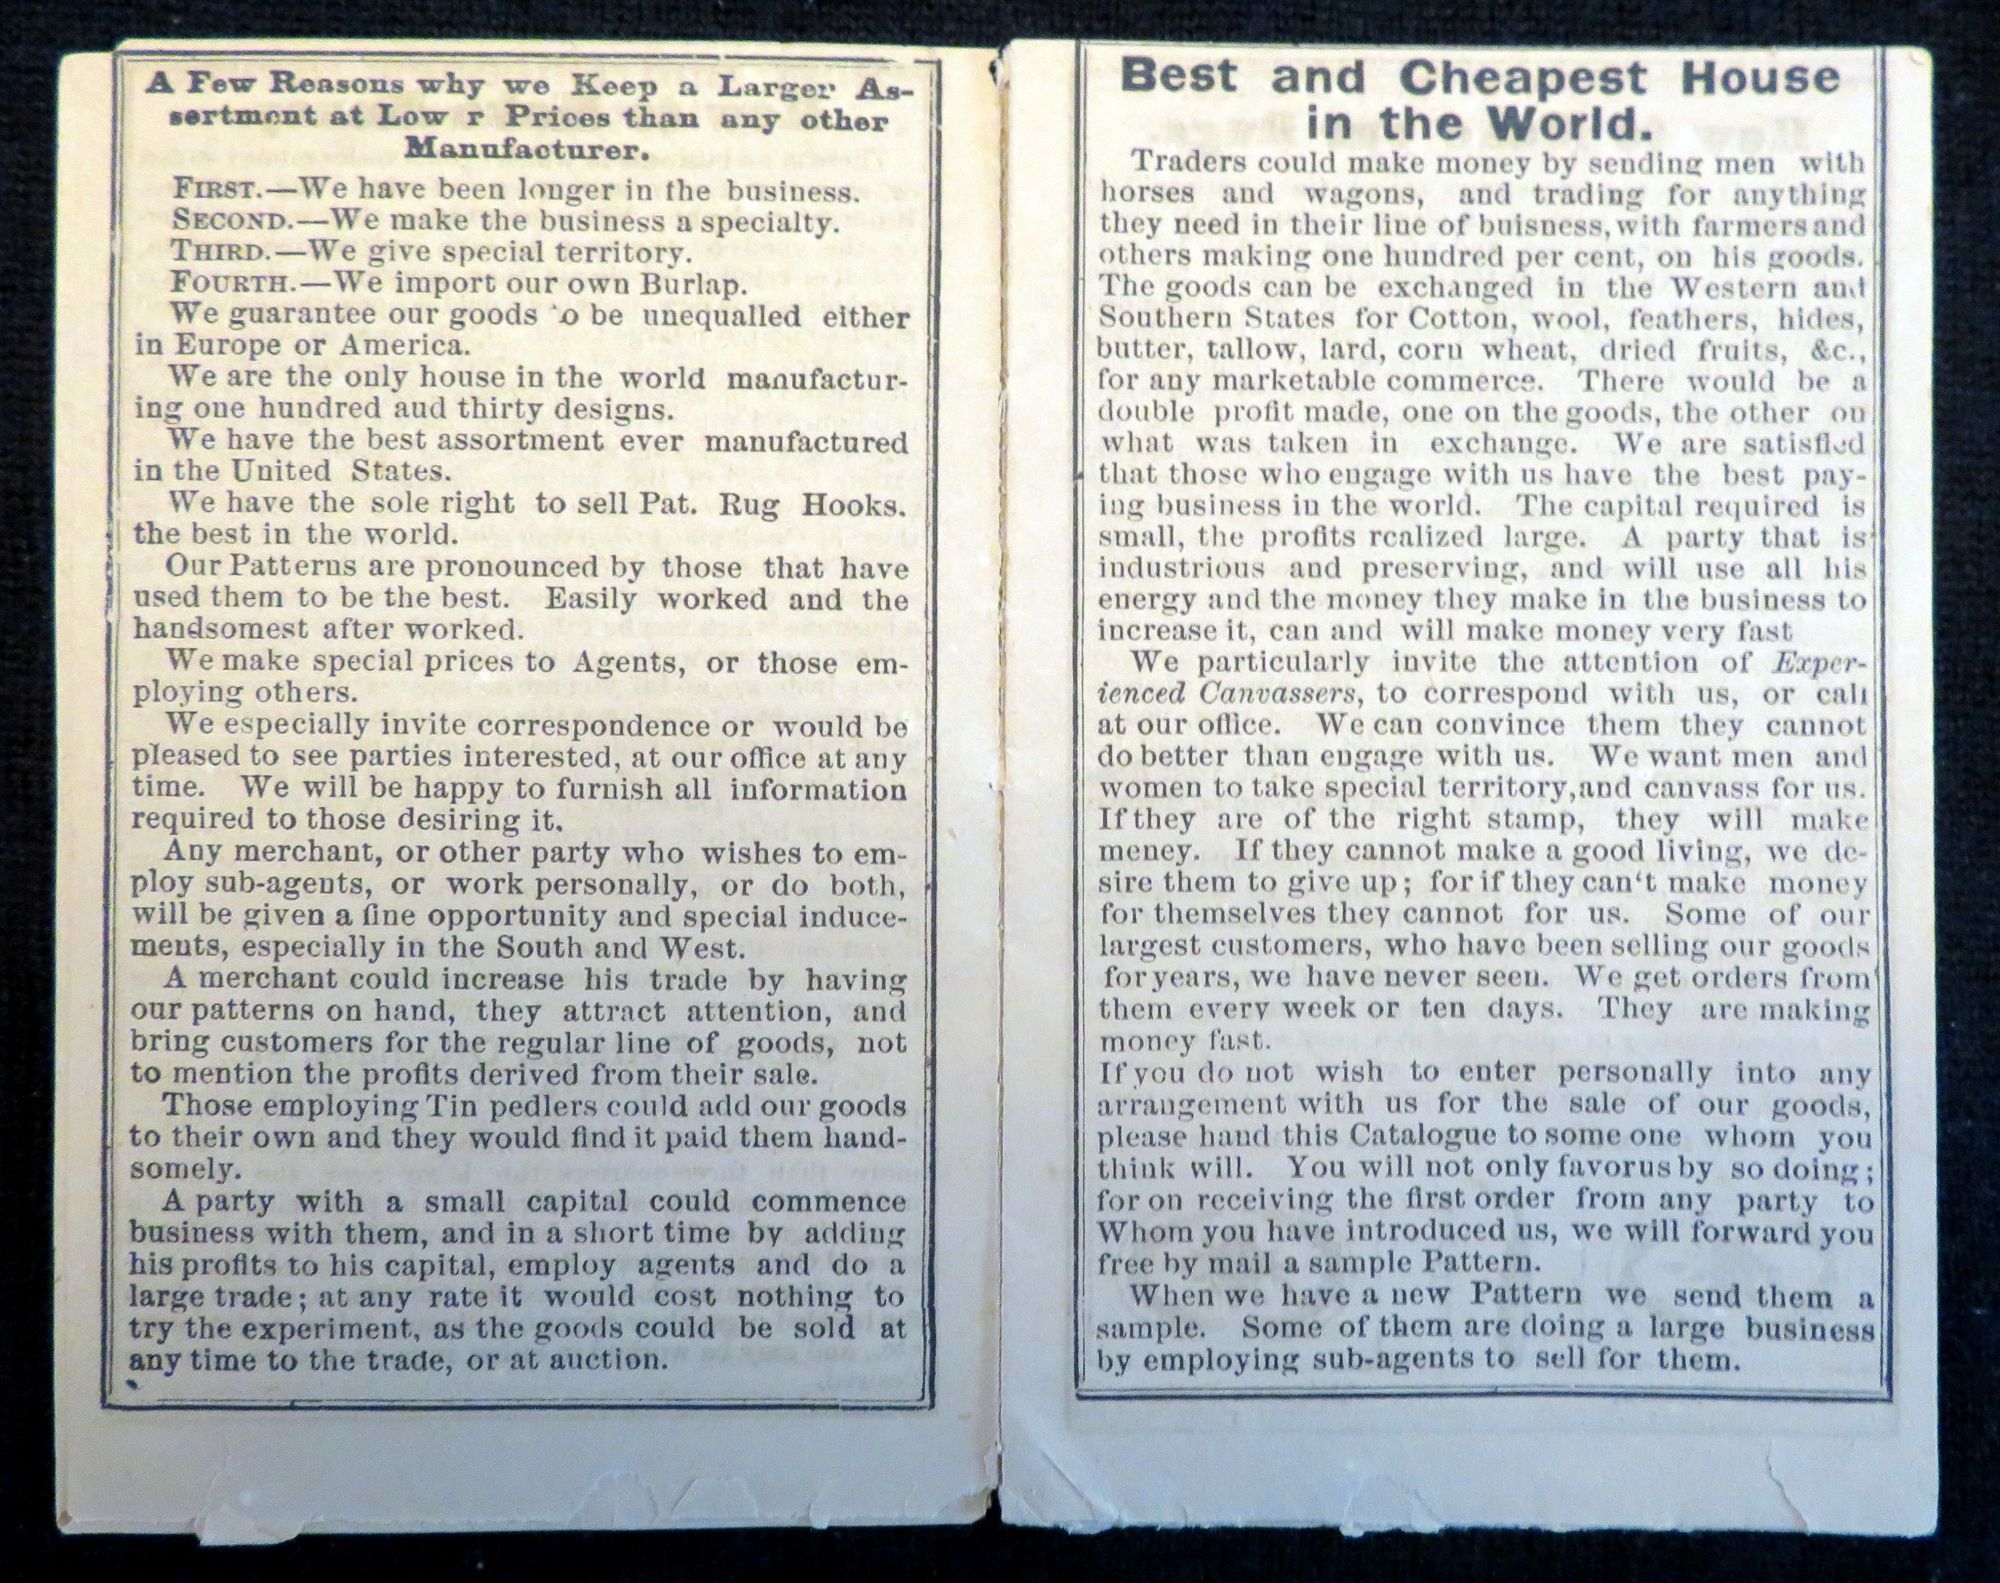 A Few Reasons why we Keep a Larger As-
sertment at Low r Prices than any other
Manufacturer.
FIRST.—We have been longer in the business.
SECOND.—We make the business a specialty.
THIRD.—We give special territory.
FOURTH.—We import our own Burlap.
We guarantee our goods to be unequalled either
in Europe or America.
We are the only house in the world manufactur-
ing one hundred and thirty designs.
We have the best assortment ever manufactured
in the United States.
We have the sole right to sell Pat. Rug Hooks.
the best in the world.
Our Patterns are pronounced by those that have
used them to be the best. Easily worked and the
handsomest after worked.
We make special prices to Agents, or those em-
ploying others.
We especially invite correspondence or would be
pleased to see parties interested, at our office at any
time. We will be happy to furnish all information
required to those desiring it.
Any merchant, or other party who wishes to em-
ploy sub-agents, or work personally, or do both,
will be given a fine opportunity and special induce-
ments, especially in the South and West.
A merchant could increase his trade by having
our patterns on hand, they attract attention, and
bring customers for the regular line of goods, not
to mention the profits derived from their sale.
Those employing Tin pedlers could add our goods
to their own and they would find it paid them hand-
somely.
A party with a small capital could commence
business with them, and in a short time by adding
his profits to his capital, employ agents and do a
large trade; at any rate it would cost nothing to
try the experiment, as the goods could be sold at
any time to the trade, or at auction.
Best and Cheapest House
in the World.
Traders could make money by sending men with
horses and wagons, and trading for anything
they need in their line of buisness, with farmers and
others making one hundred per cent, on his goods.
The goods can be exchanged in the Western and
Southern States for Cotton, wool, feathers, hides,
butter, tallow, lard, corn wheat, dried fruits, &c.,
for any marketable commerce. There would be a
double profit made, one on the goods, the other on
what was taken in exchange. We are satisfied
that those who engage with us have the best pay-
ing business in the world. The capital required is
small, the profits realized large. A party that is
industrious and preserving, and will use all his
energy and the money they make in the business to
increase it, can and will make money very fast
We particularly invite the attention of Exper-
ienced Canvassers, to correspond with us, or call
at our office. We can convince them they cannot
do better than engage with us. We want men and
women to take special territory, and canvass for us.
If they are of the right stamp, they will make
meney. If they cannot make a good living, we de-
sire them to give up; for if they can't make money
for themselves they cannot for us. Some of our
largest customers, who have been selling our goods
for years, we have never seen. We get orders from
them every week or ten days. They are making
money fast.
If you do not wish to enter personally into any
arrangement with us for the sale of our goods,
please hand this Catalogue to some one whom you
think will. You will not only favor us by so doing;
for on receiving the first order from any party to
Whom you have introduced us, we will forward you
free by mail a sample Pattern.
When we have a new Pattern we send them a
sample. Some of them are doing a large business
by employing sub-agents to sell for them.